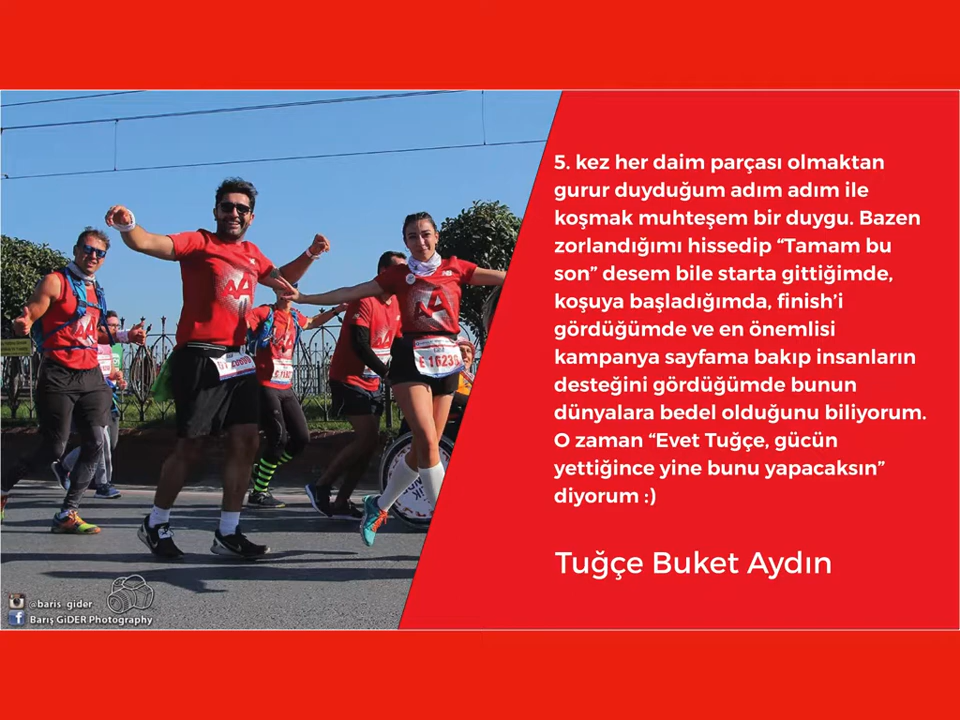 5. kez her daim parçası olmaktan
gurur duyduğum adım adım ile
koşmak muhteşem bir duygu. Bazen
zorlandığımı hissedip “Tamam bu
son” desem bile starta gittiğimde,
koşuya başladığımda, finish’i
gördüğümde ve en önemlisi
kampanya sayfama bakıp insanların
desteğini gördüğümde bunun
dünyalara bedel olduğunu biliyorum.
O zaman “Evet Tuğçe, gücün
yettiğince yine bunu yapacaksın”
diyorum :)
Tuğçe Buket Aydın
E 16238
@baris_gider
Barış GiDER Photography